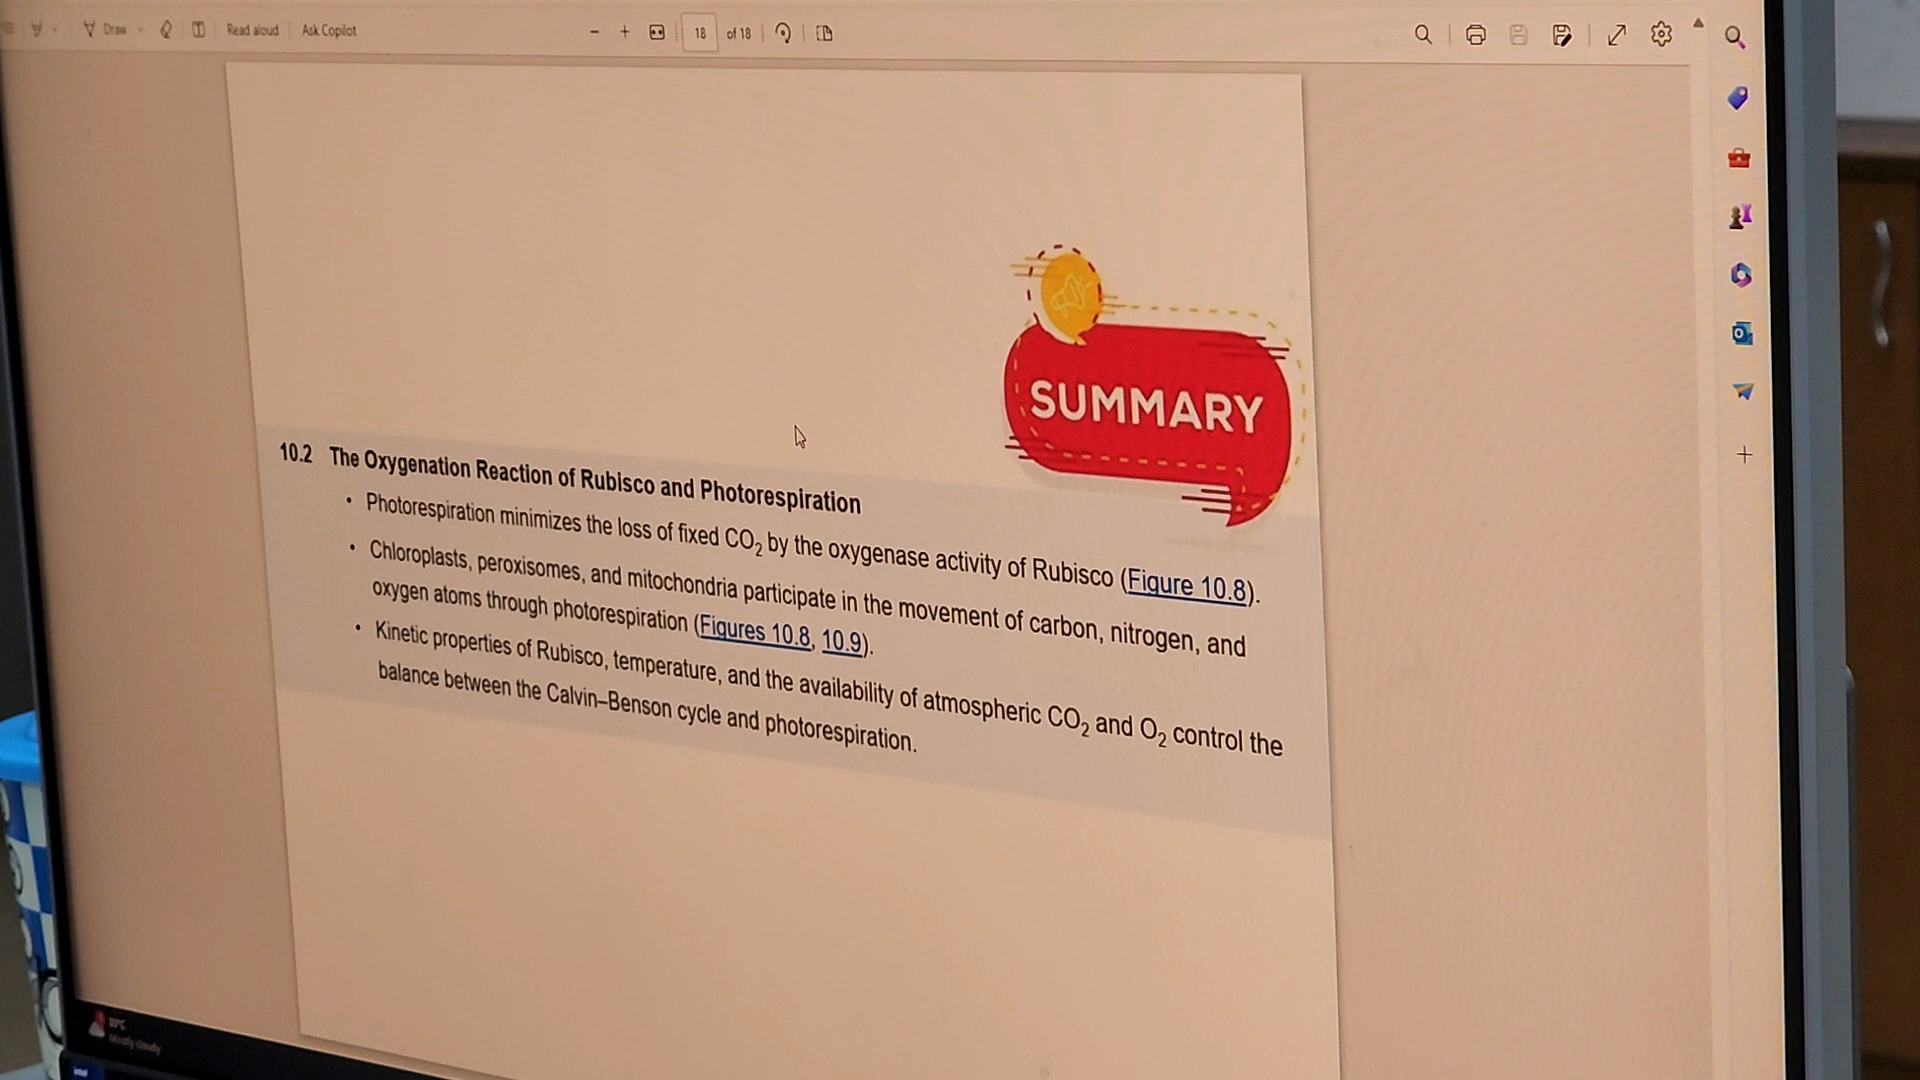 Draw
Read aloud
Ask Copilot
18
of 18
SUMMARY
10.2 The Oxygenation Reaction of Rubisco and Photorespiration
• Photorespiration minimizes the loss of fixed CO₂ by the oxygenase activity of Rubisco (Figure 10.8).
• Chloroplasts, peroxisomes, and mitochondria participate in the movement of carbon, nitrogen, and
oxygen atoms through photorespiration (Figures 10.8, 10.9).
• Kinetic properties of Rubisco, temperature, and the availability of atmospheric CO₂ and O₂ control the
balance between the Calvin–Benson cycle and photorespiration.
Mostly cloudy